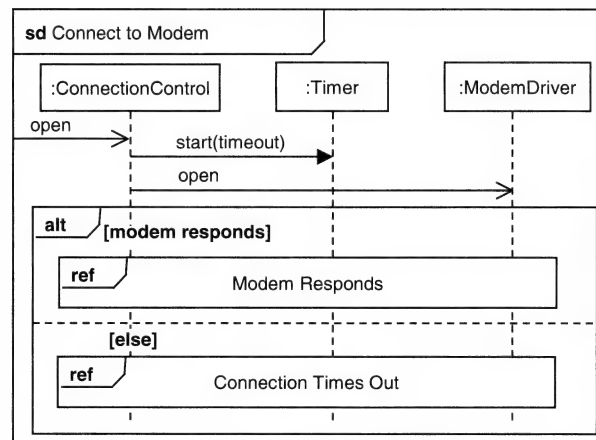 sd Connect to Modem
:ConnectionControl
:Timer
:ModemDriver
open
start(timeout)
open
alt
[modem responds]
ref
Modem Responds
[else]
ref
Connection Times Out